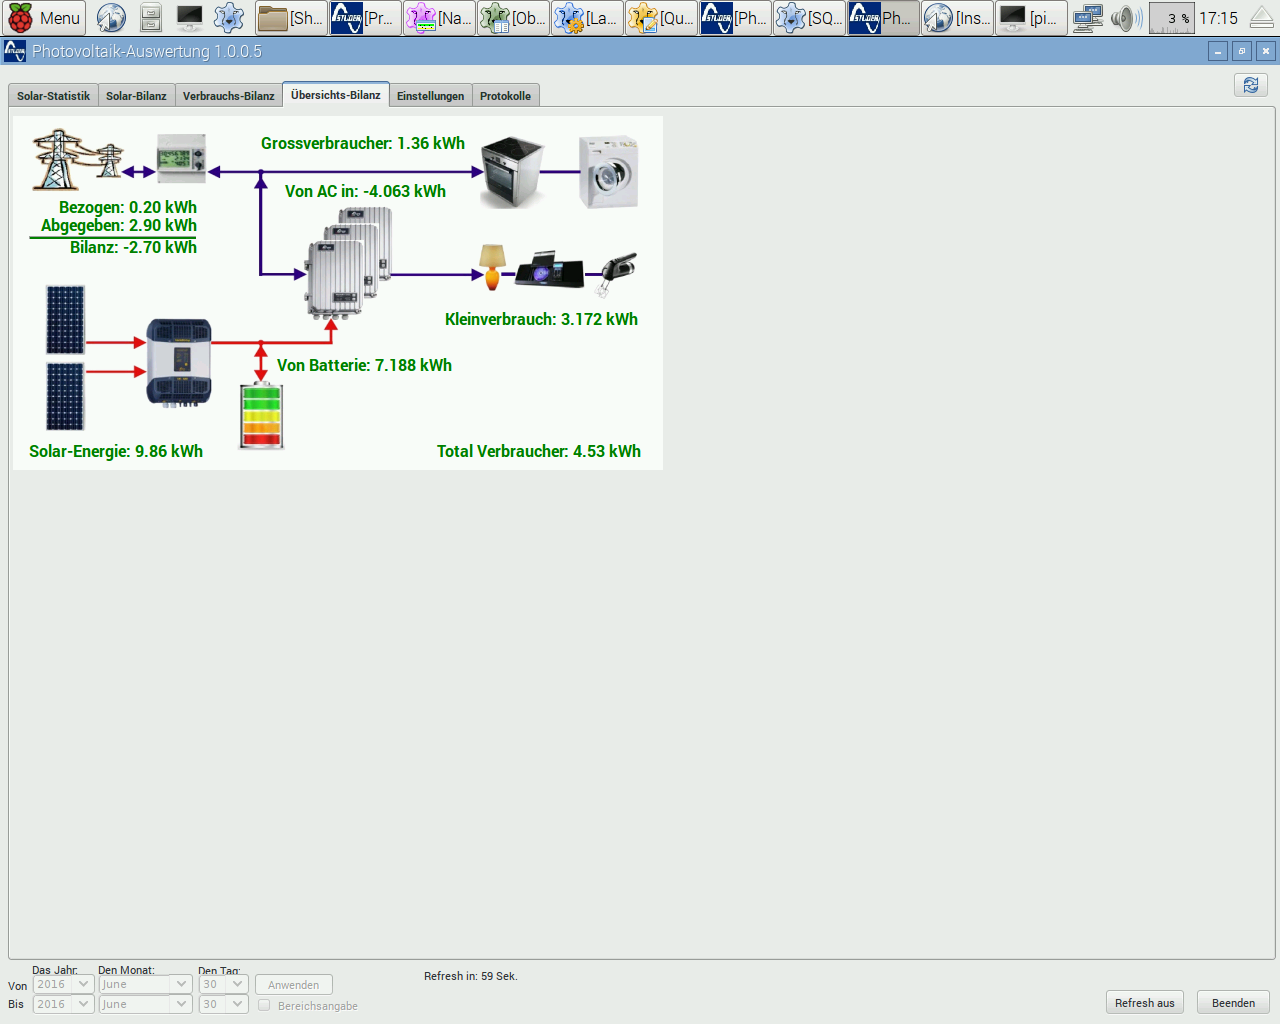 Menu
[Sh...
[Pr...
[Na...
[Ob...
[La...
[Qu...
[Ph...
[SQ...
Ph...
[Ins...
[pi...
3 %
17:15
Photovoltaik-Auswertung 1.0.0.5
Solar-Statistik
Solar-Bilanz
Verbrauchs-Bilanz
Übersichts-Bilanz
Einstellungen
Protokolle
Grossverbraucher: 1.36 kWh
Von AC in: -4.063 kWh
Bezogen: 0.20 kWh
Abgegeben: 2.90 kWh
Bilanz: -2.70 kWh
Kleinverbrauch: 3.172 kWh
Von Batterie: 7.188 kWh
Solar-Energie: 9.86 kWh
Total Verbraucher: 4.53 kWh
Das Jahr:
Den Monat:
Den Tag:
Von
2016
June
30
Anwenden
Refresh in: 59 Sek.
Bis
2016
June
30
Bereichsangabe
Refresh aus
Beenden